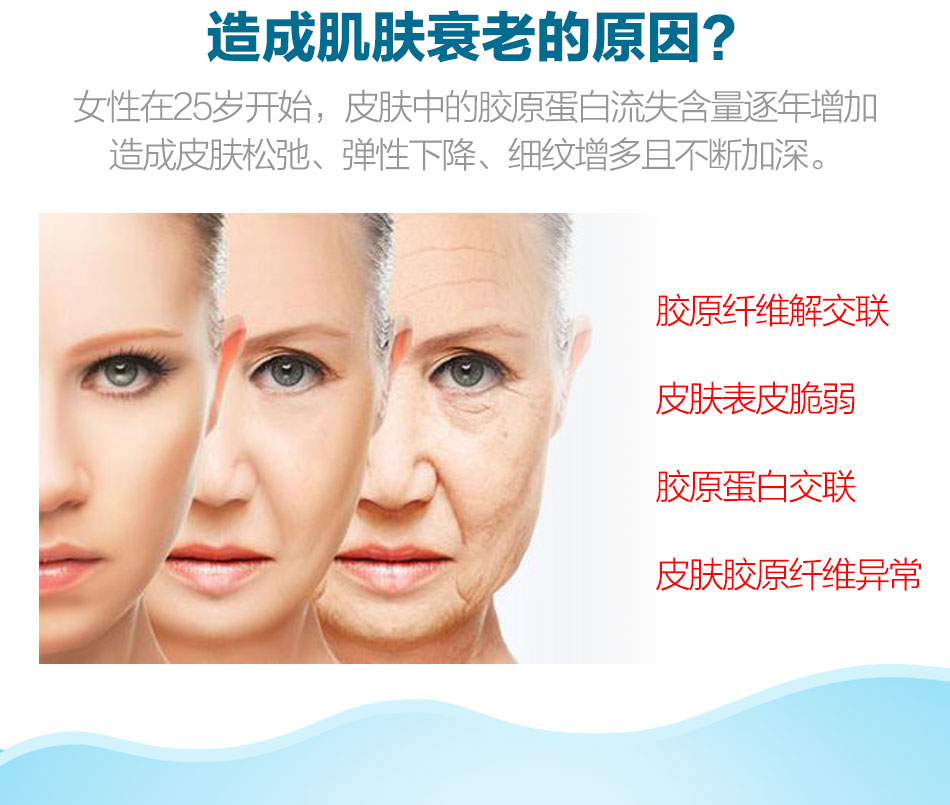 造成肌肤衰老的原因?
女性在25岁开始，皮肤中的胶原蛋白流失含量逐年增加
造成皮肤松弛、弹性下降、细纹增多且不断加深。
胶原纤维解交联
皮肤表皮脆弱
胶原蛋白交联
皮肤胶原纤维异常